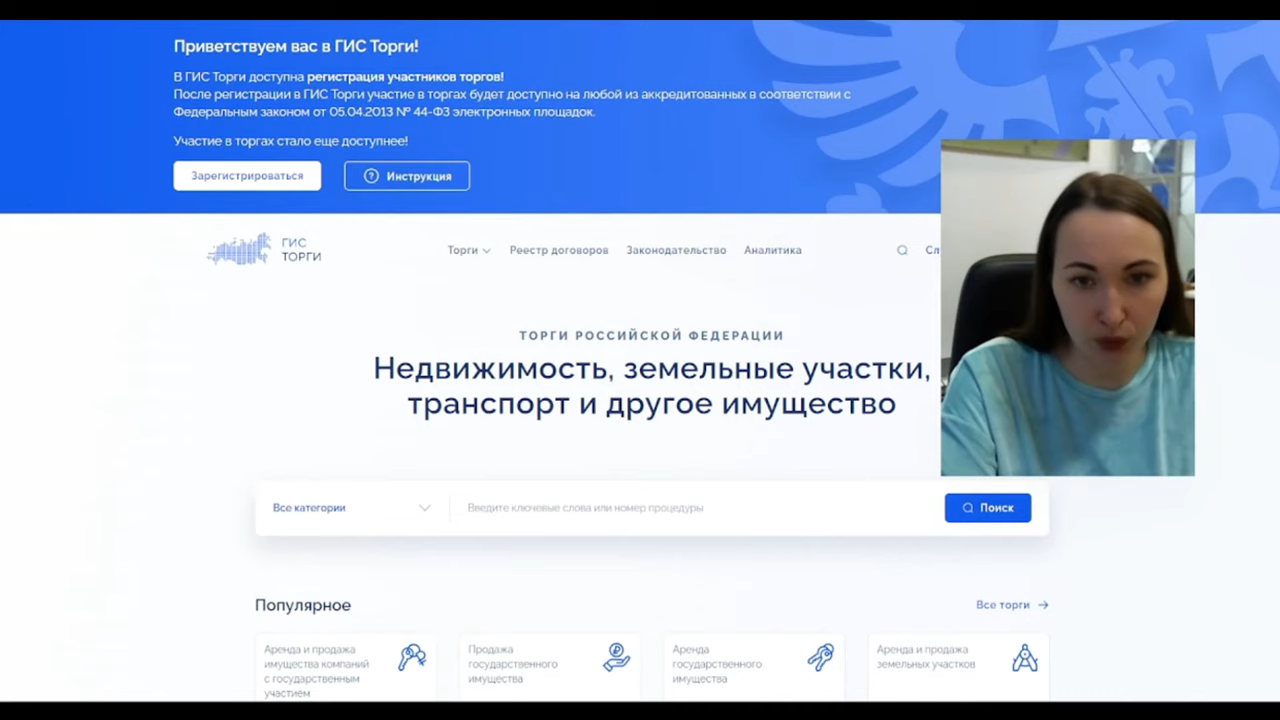 Приветствуем вас в ГИС Торги!
В ГИС Торги доступна регистрация участников торгов!
После регистрации в ГИС Торги участие в торгах будет доступно на любой из аккредитованных в соответствии с
Федеральным законом от 05.04.2013 № 44-ФЗ электронных площадок.
Участие в торгах стало еще доступнее!
Зарегистрироваться
Инструкция
ГИС
ТОРГИ
Торги
Реестр договоров
Законодательство
Аналитика
ТОРГИ РОССИЙСКОЙ ФЕДЕРАЦИИ
Недвижимость, земельные участки,
транспорт и другое имущество
Все категории
Введите ключевые слова или номер процедуры
Поиск
Популярное
Все торги
Аренда и продажа
имущества компаний
с государственным
участием
Продажа
государственного
имущества
Аренда
государственного
имущества
Аренда и продажа
земельных участков